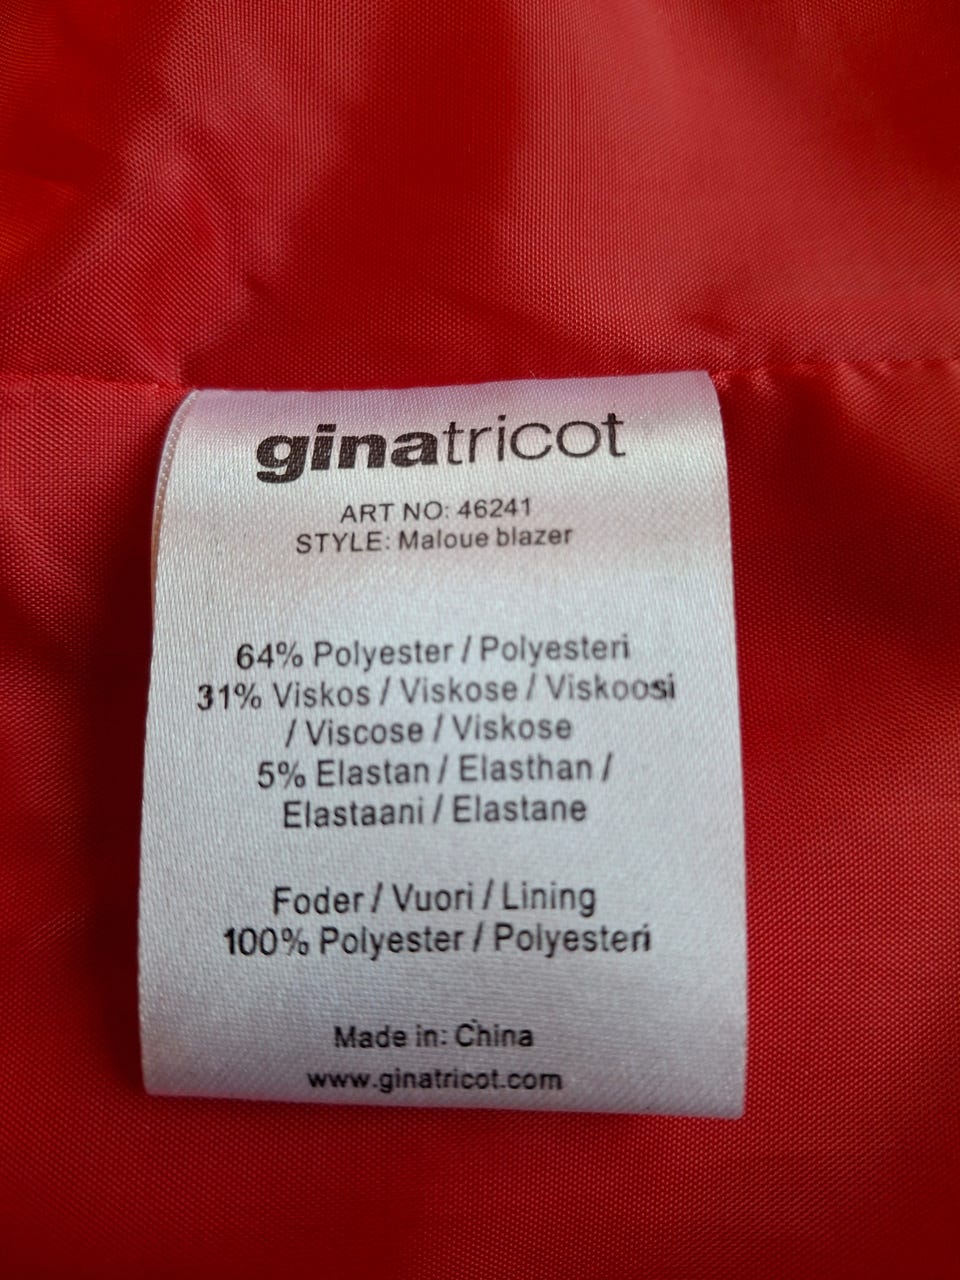 ginatricot
ART NO: 46241
STYLE: Maloue blazer
64% Polyester / Polyesteri
31% Viskos / Viskose / Viskoosi
/ Viscose / Viskose
5% Elastan / Elasthan /
Elastaani / Elastane
Foder / Vuori / Lining
100% Polyester / Polyesteri
Made in: China
www.ginatricot.com